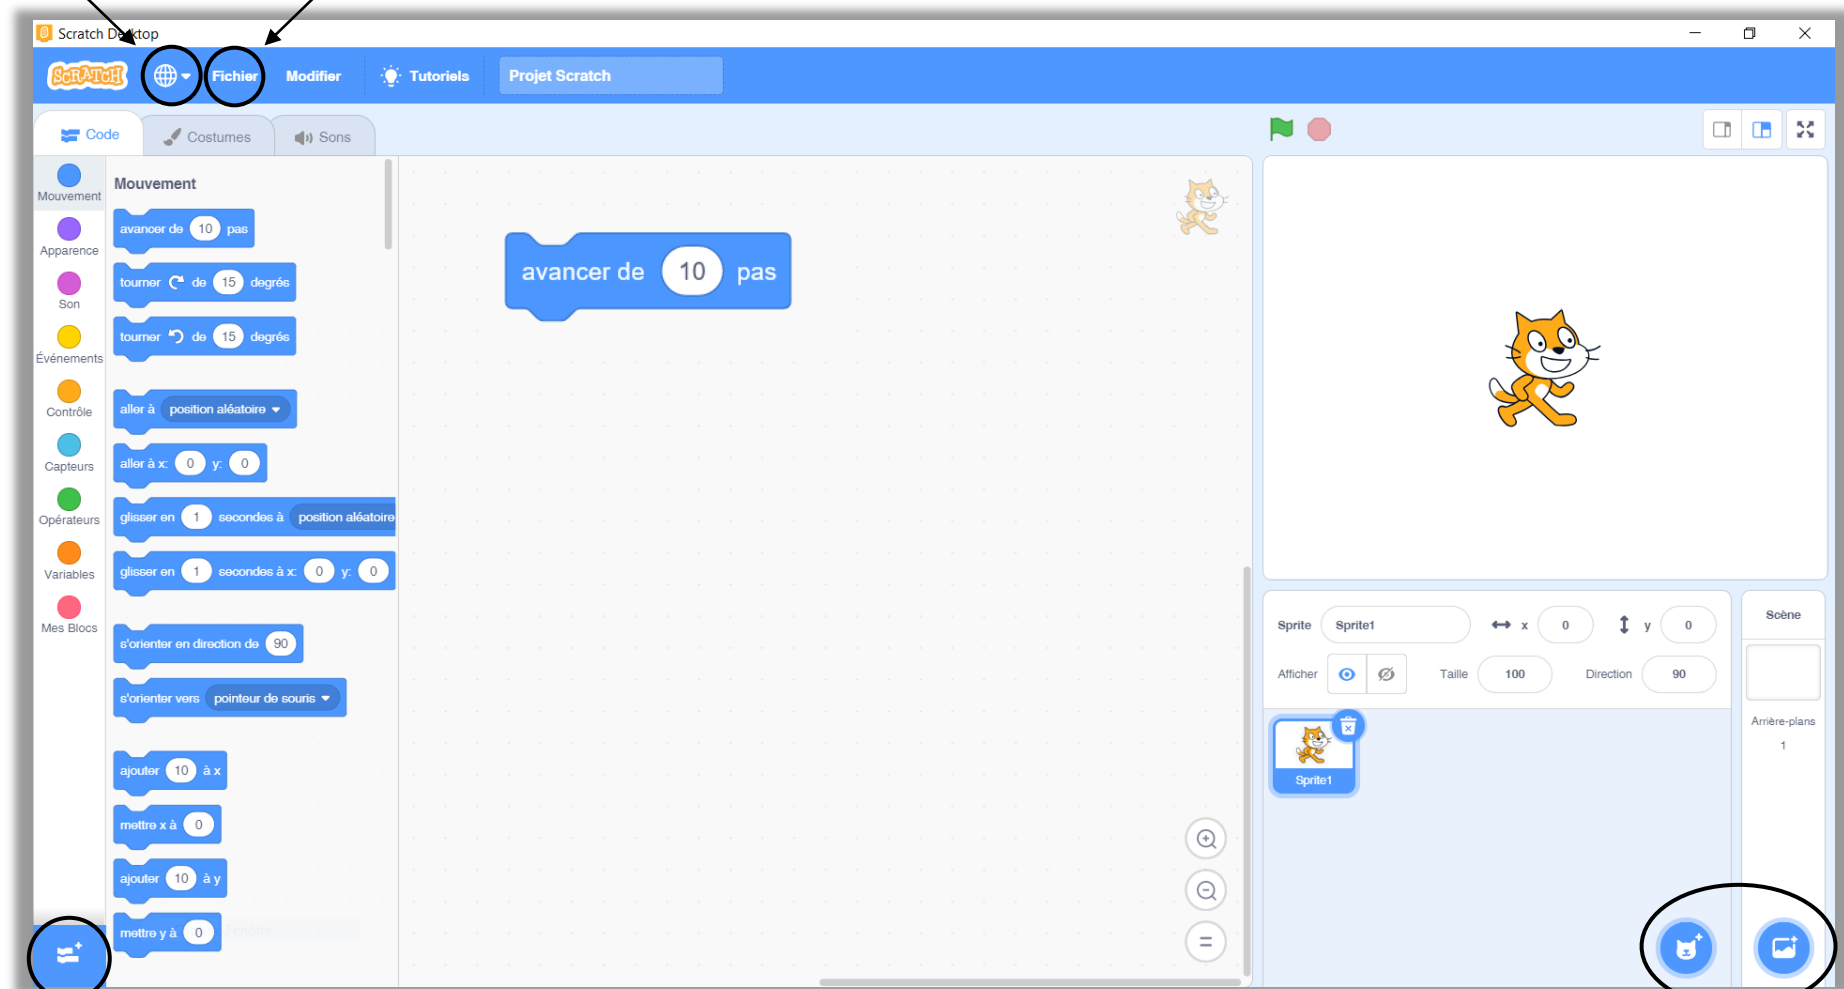 Scratch Desktop
SCRATCH Fichier Modifier Tutoriels Projet Scratch
Code Costumes Sons
Mouvement
Apparence
Son
Événements
Contrôle
Capteurs
Opérateurs
Variables
Mes Blocs
Mouvement
avancer de 10 pas
tourner de 15 degrés
tourner de 15 degrés
aller à position aléatoire
aller à x: 0 y: 0
glisser en 1 secondes à position aléatoire
glisser en 1 secondes à x: 0 y: 0
s'orienter en direction de 90
s'orienter vers pointeur de souris
ajouter 10 à x
mettre x à 0
ajouter 10 à y
mettre y à 0
Fenêtre
avancer de 10 pas
Sprite Sprite1 x 0 y 0
Afficher Taille 100 Direction 90
Sprite1
Scène
Arrière-plans
1